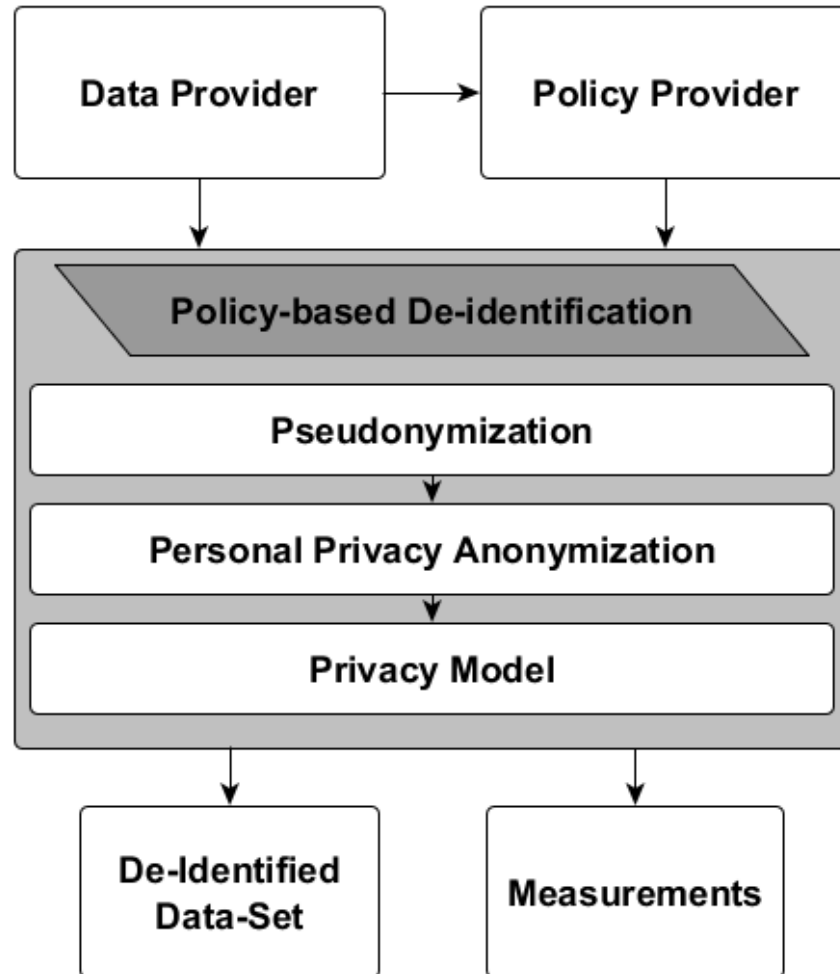 Data Provider
Policy Provider
Policy-based De-identification
Pseudonymization
Personal Privacy Anonymization
Privacy Model
De-Identified
Data-Set
Measurements